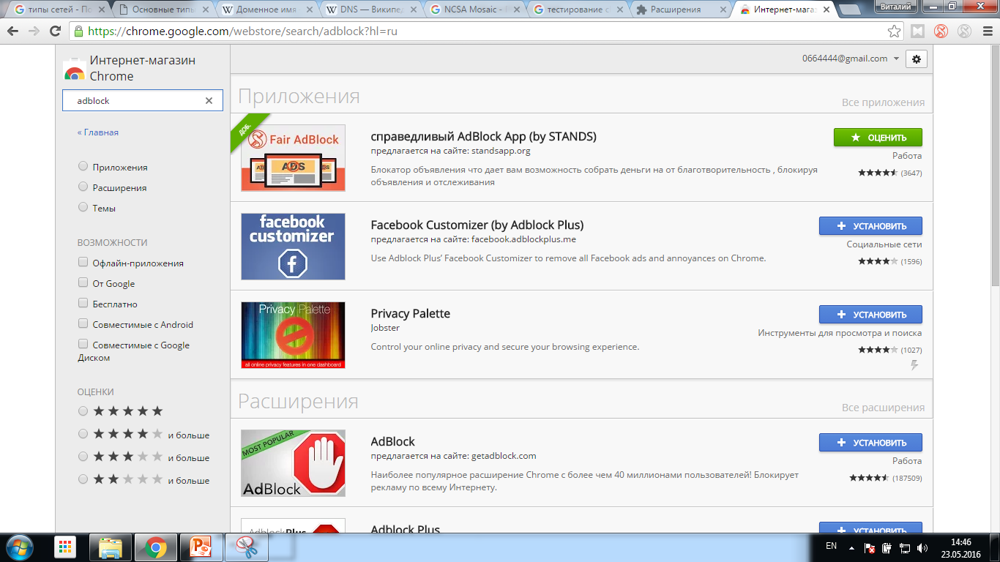 типы сетей - По
Основные типы
Доменное имя
DNS — Википед
NCSA Mosaic -
тестирование с
Расширения
Интернет-мага
Виталий
https://chrome.google.com/webstore/search/adblock?hl=ru
Интернет-магазин
Chrome
0664444@gmail.com
adblock
« Главная
Приложения
Расширения
Темы
ВОЗМОЖНОСТИ
Офлайн-приложения
От Google
Бесплатно
Совместимые с Android
Совместимые с Google
Диском
ОЦЕНКИ
и больше
и больше
и больше
Приложения
Все приложения
ДОБ.
Fair AdBlock
ADS
справедливый AdBlock App (by STANDS)
предлагается на сайте: standsapp.org
Блокатор объявления что дает вам возможность собрать деньги на от благотворительность , блокируя
объявления и отслеживания
ОЦЕНИТЬ
Работа
(3647)
facebook
customizer
Facebook Customizer (by Adblock Plus)
предлагается на сайте: facebook.adblockplus.me
Use Adblock Plus’ Facebook Customizer to remove all Facebook ads and annoyances on Chrome.
УСТАНОВИТЬ
Социальные сети
(1596)
Privacy Palette
all online privacy features in one dashboard
Privacy Palette
Jobster
Control your online privacy and secure your browsing experience.
УСТАНОВИТЬ
Инструменты для просмотра и поиска
(1027)
Расширения
Все расширения
MOST POPULAR
AdBlock
AdBlock
предлагается на сайте: getadblock.com
Наиболее популярное расширение Chrome с более чем 40 миллионами пользователей! Блокирует
рекламу по всему Интернету.
УСТАНОВИТЬ
Работа
(187509)
AdblockPlus
Adblock Plus
УСТАНОВИТЬ
EN
14:46
23.05.2016